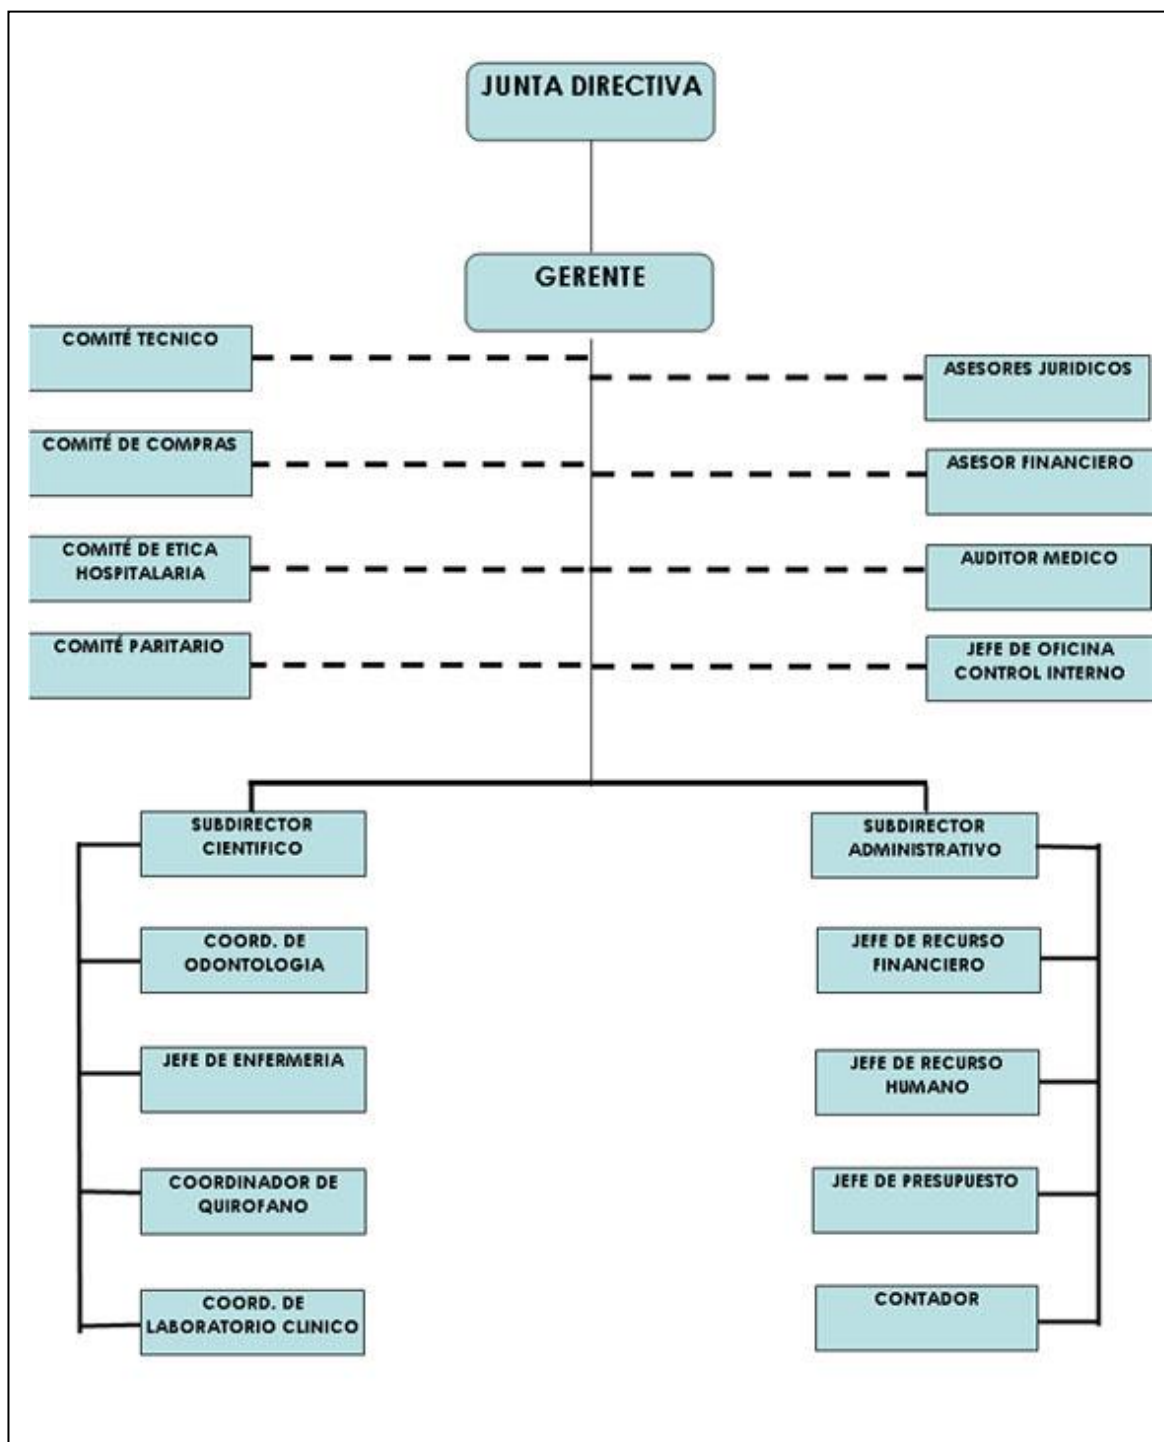 JUNTA DIRECTIVA
GERENTE
COMITÉ TECNICO
ASESORES JURIDICOS
COMITÉ DE COMPRAS
ASESOR FINANCIERO
COMITÉ DE ETICA
HOSPITALARIA
AUDITOR MEDICO
COMITÉ PARITARIO
JEFE DE OFICINA
CONTROL INTERNO
SUBDIRECTOR
CIENTIFICO
SUBDIRECTOR
ADMINISTRATIVO
COORD. DE
ODONTOLOGIA
JEFE DE RECURSO
FINANCIERO
JEFE DE ENFERMERIA
JEFE DE RECURSO
HUMANO
COORDINADOR DE
QUIROFANO
JEFE DE PRESUPUESTO
COORD. DE
LABORATORIO CLINICO
CONTADOR